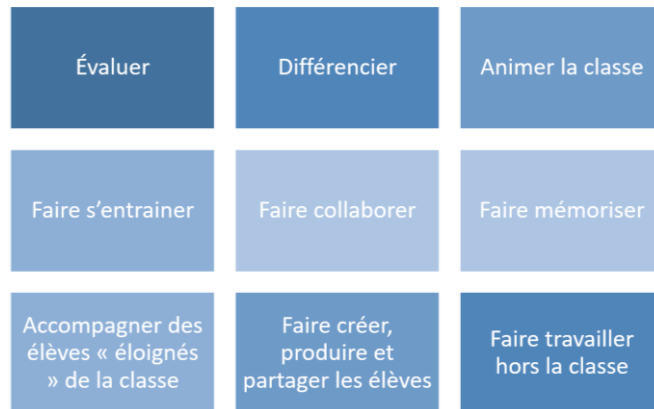 Évaluer
Différencier
Animer la classe
Faire s'entrainer
Faire collaborer
Faire mémoriser
Accompagner des
élèves « éloignés
» de la classe
Faire créer,
produire et
partager les élèves
Faire travailler
hors la classe